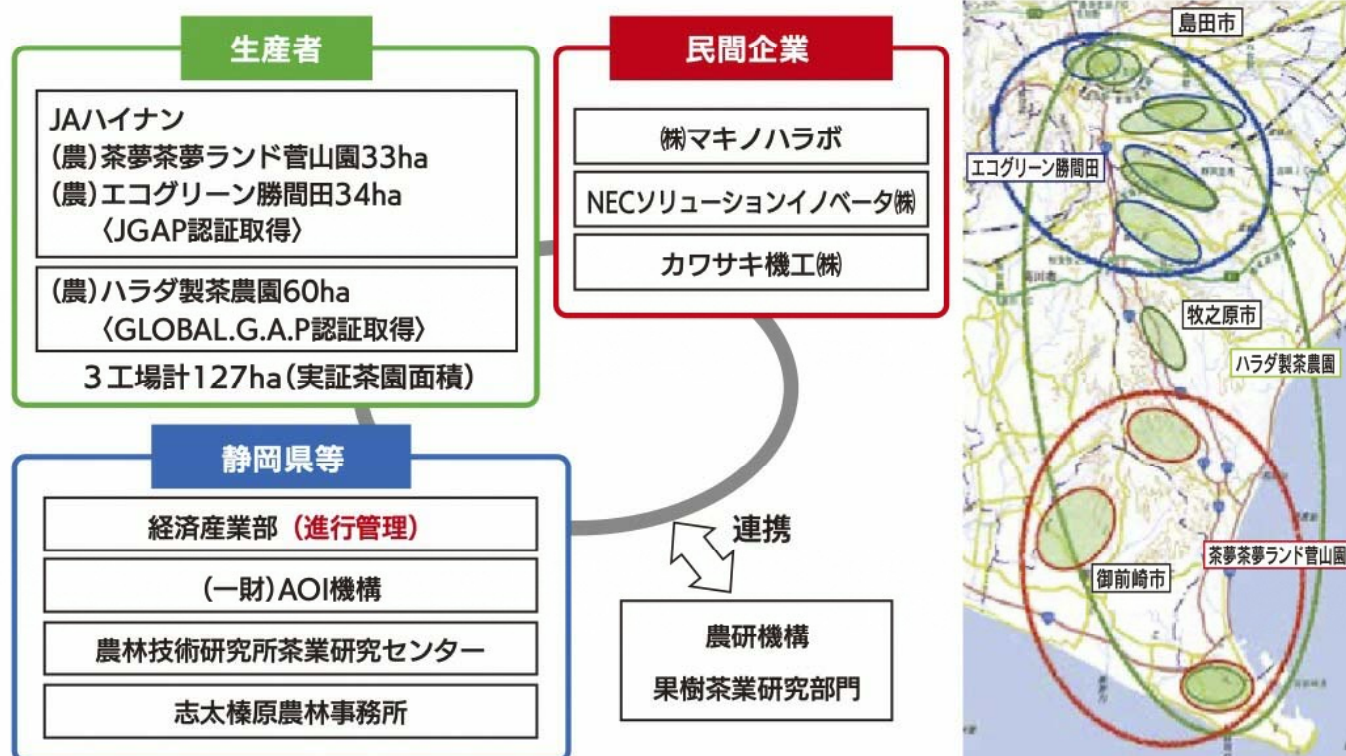 生産者
JAハイナン
(農)茶夢茶夢ランド菅山園33ha
(農)エコグリーン勝間田34ha
〈JGAP認証取得〉
(農)ハラダ製茶農園60ha
〈GLOBAL.G.A.P認証取得〉
3工場計127ha(実証茶園面積)
民間企業
㈱マキノハラボ
NECソリューションイノベータ㈱
カワサキ機工㈱
静岡県等
経済産業部(進行管理)
(一財)AOI機構
農林技術研究所茶業研究センター
志太榛原農林事務所
連携
農研機構
果樹茶業研究部門
島田市
エコグリーン勝間田
牧之原市
ハラダ製茶農園
茶夢茶夢ランド菅山園
御前崎市